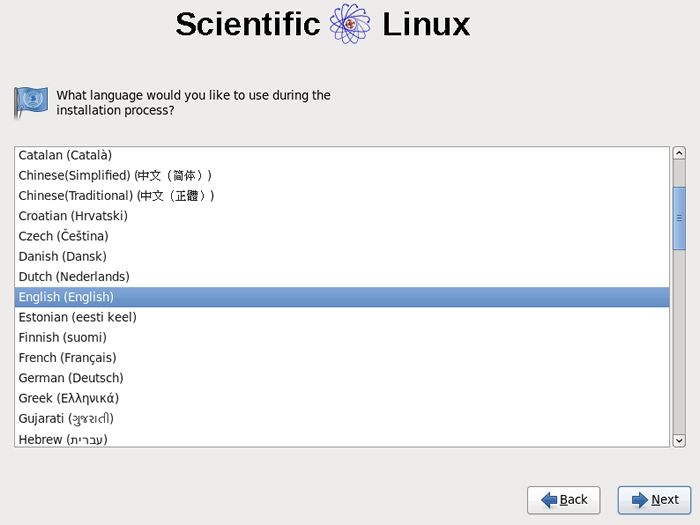 Scientific Linux
What language would you like to use during the
installation process?
Catalan (Català)
Chinese(Simplified) (中文（简体）)
Chinese(Traditional) (中文（正體）)
Croatian (Hrvatski)
Czech (Čeština)
Danish (Dansk)
Dutch (Nederlands)
English (English)
Estonian (eesti keel)
Finnish (suomi)
French (Français)
German (Deutsch)
Greek (Ελληνικά)
Gujarati (ગુજરાતી)
Hebrew (עברית)
Back
Next